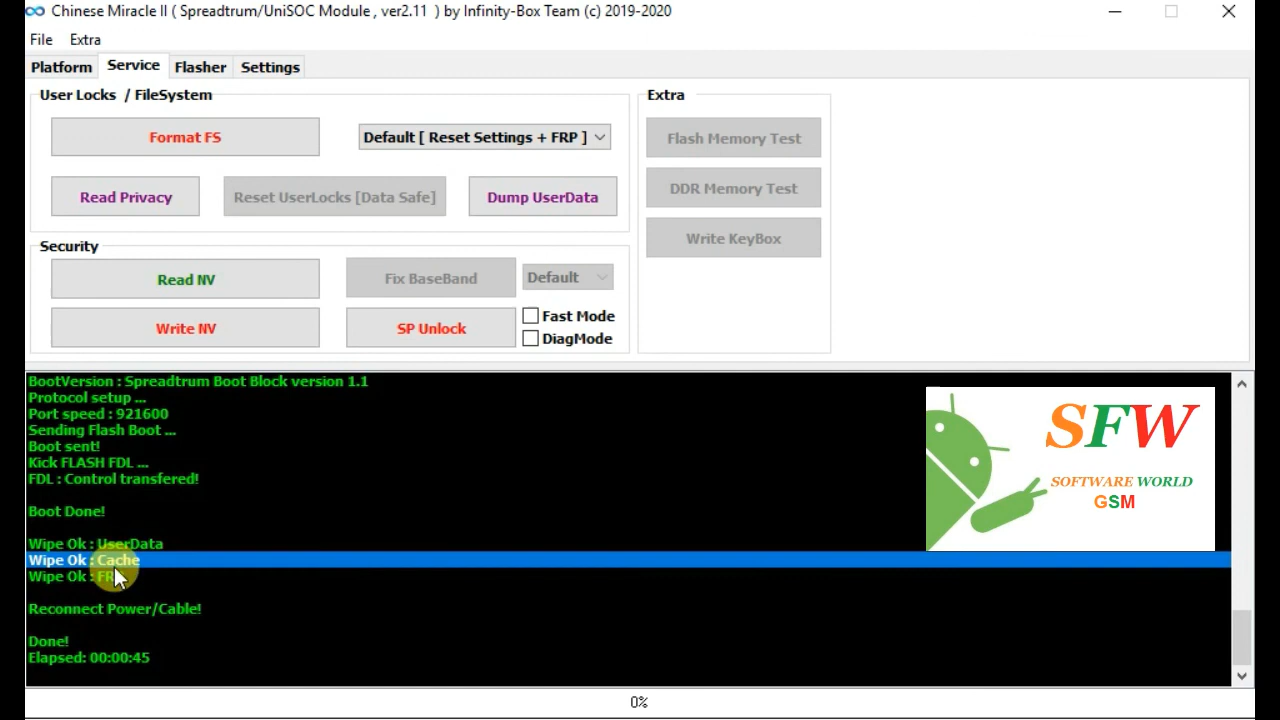 Chinese Miracle II ( Spreadtrum/UniSOC Module , ver2.11 ) by Infinity-Box Team (c) 2019-2020
File Extra
Platform Service Flasher Settings
User Locks / FileSystem
Format FS
Default [ Reset Settings + FRP ]
Read Privacy
Reset UserLocks [Data Safe]
Dump UserData
Extra
Flash Memory Test
DDR Memory Test
Write KeyBox
Security
Read NV
Fix BaseBand
Default
Write NV
SP Unlock
Fast Mode
DiagMode
BootVersion : Spreadtrum Boot Block version 1.1
Protocol setup ...
Port speed : 921600
Sending Flash Boot ...
Boot sent!
Kick FLASH FDL ...
FDL : Control transfered!
Boot Done!
Wipe Ok : UserData
Wipe Ok : Cache
Wipe Ok :
Reconnect Power/Cable!
Done!
Elapsed: 00:00:45
SFW
SOFTWARE WORLD
GSM
0%